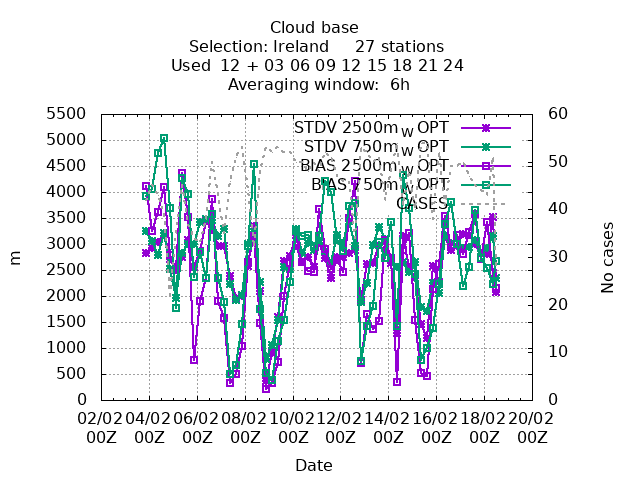 Cloud base
Selection: Ireland 27 stations
Used 12 + 03 06 09 12 15 18 21 24
Averaging window: 6h
5500
5000
4500
4000
3500
3000
2500
2000
1500
1000
500
0
m
60
50
40
30
20
10
0
No cases
STDV 2500m_W OPT
STDV 750m_W OPT
BIAS 2500m_W OPT
BIAS 750m_W OPT
CASES
02/02 04/02 06/02 08/02 10/02 12/02 14/02 16/02 18/02 20/02
00Z 00Z 00Z 00Z 00Z 00Z 00Z 00Z 00Z 00Z
Date